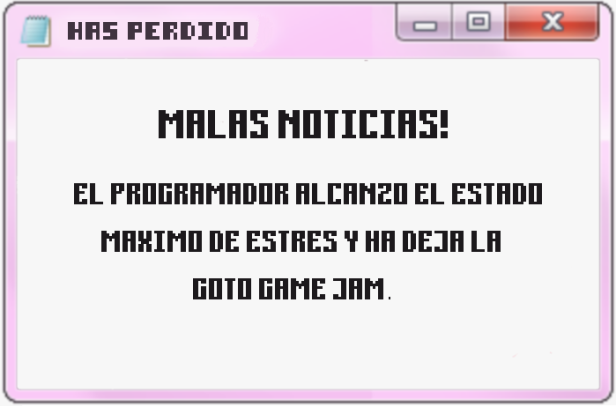 HAS PERDIDO
MALAS NOTICIAS!
EL PROGRAMADOR ALCANZO EL ESTADO
MAXIMO DE ESTRES Y HA DEJA LA
GOTO GAME JAM.